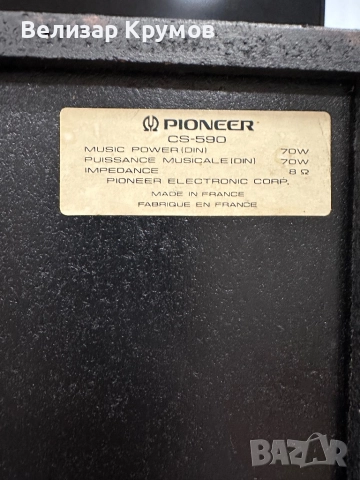 Велизар Крумов
PIONEER
CS-590
MUSIC POWER (DIN) 70W
PUISSANCE MUSICALE (DIN) 70W
IMPEDANCE 8 Ω
PIONEER ELECTRONIC CORP.
MADE IN FRANCE
FABRIQUE EN FRANCE
BAZAR
bg